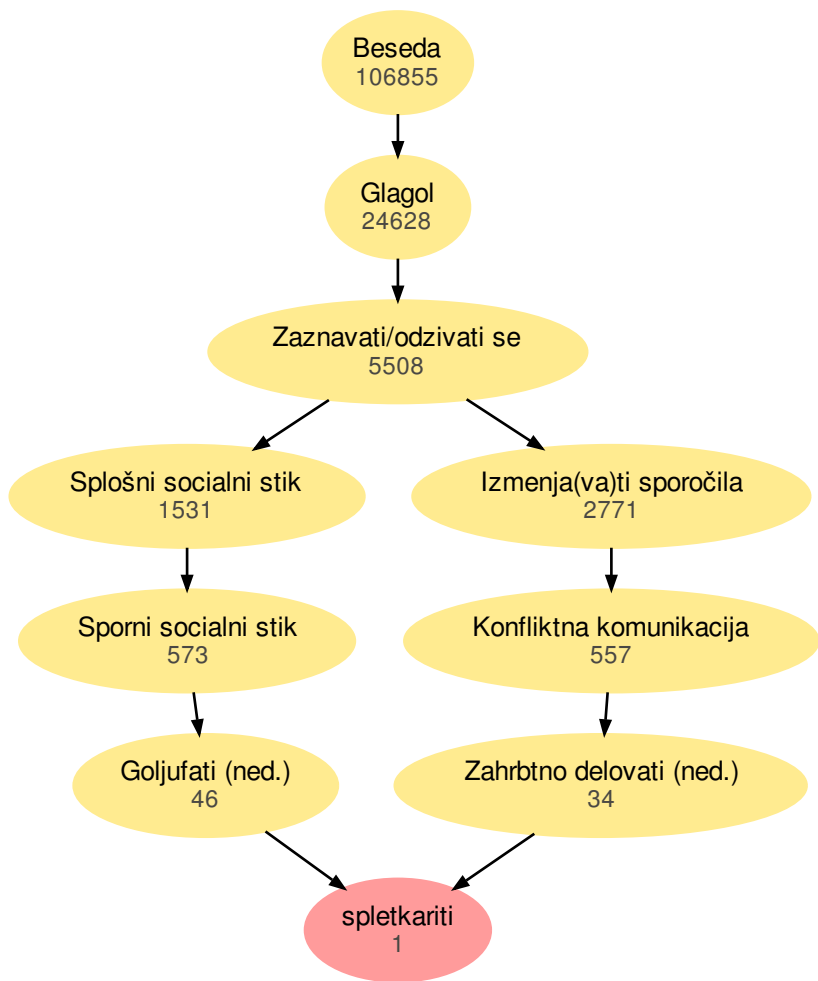 Beseda
106855
Glagol
24628
Zaznavati/odzivati se
5508
Splošni socialni stik
1531
Izmenja(va)ti sporočila
2771
Sporni socialni stik
573
Konfliktna komunikacija
557
Goljufati (ned.)
46
Zahrbtno delovati (ned.)
34
spletkariti
1